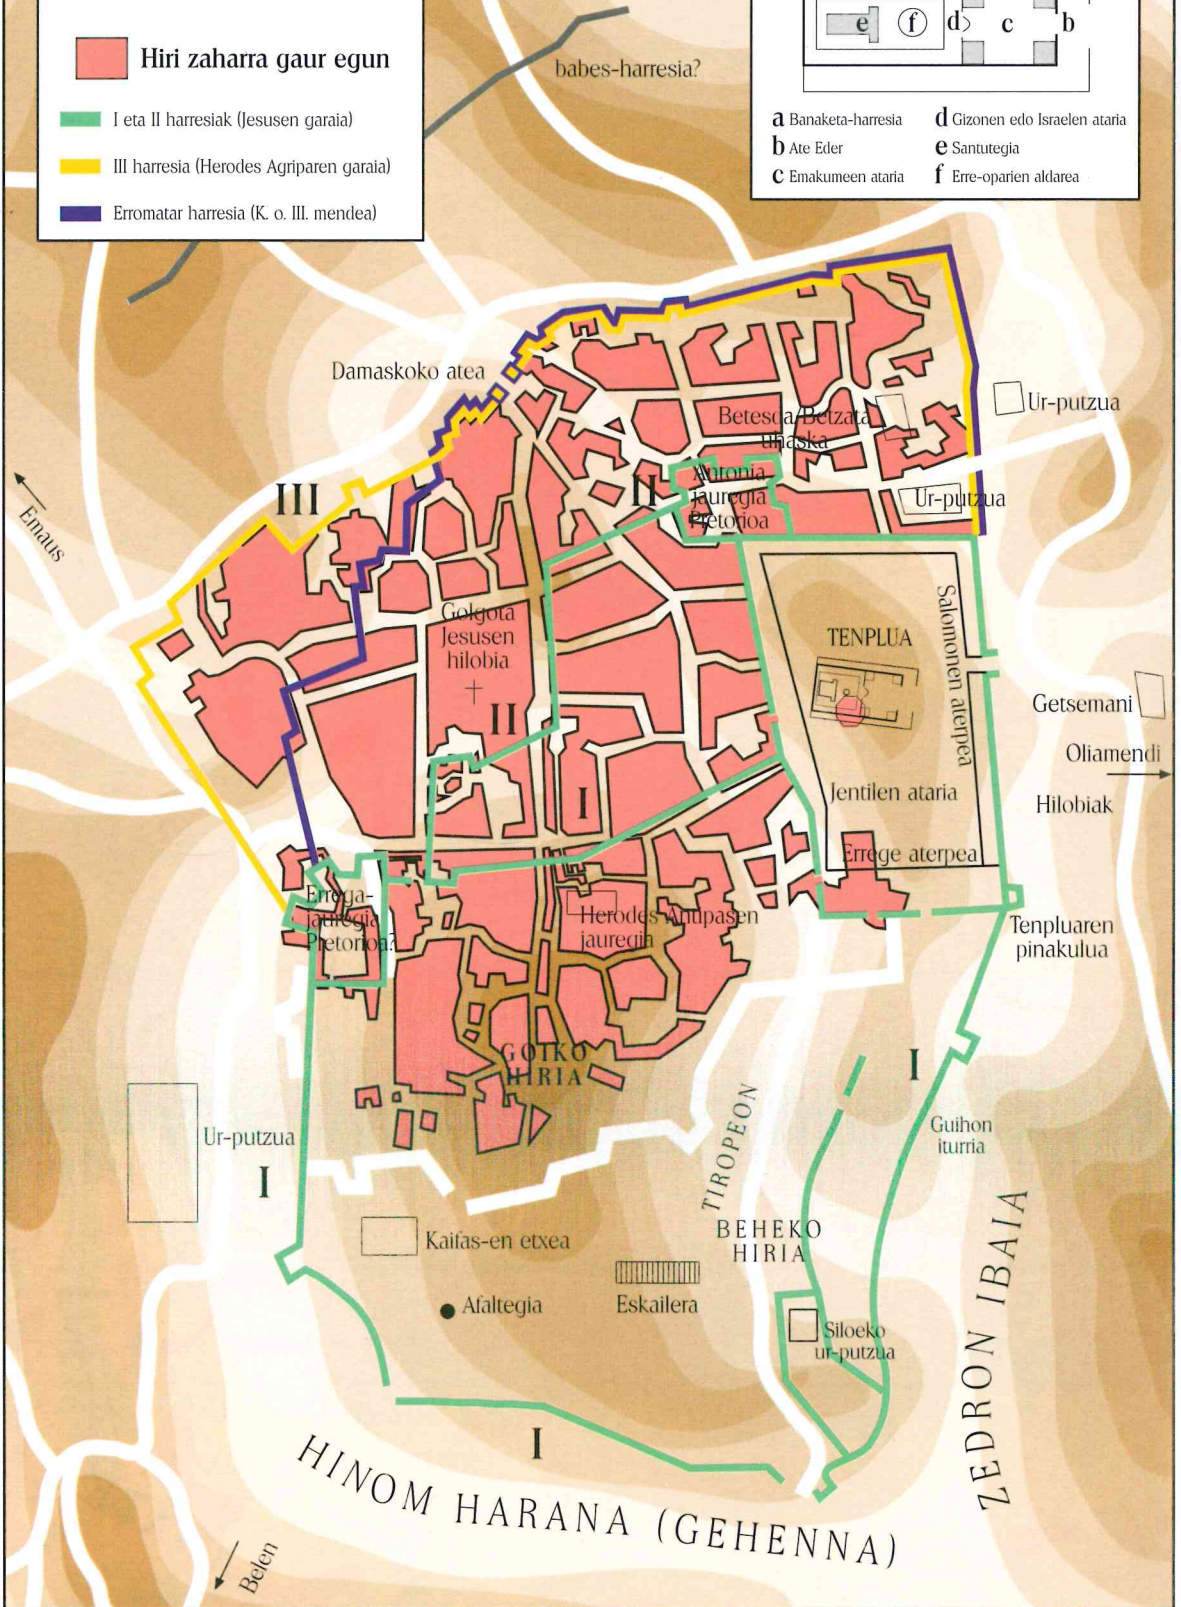 Hiri zaharra gaur egun
I eta II harresiak (Jesusen garaia)
III harresia (Herodes Agriparen garaia)
Erromatar harresia (K. o. III. mendea)
babes-harresia?
e f d c b
a Banaketa-harresia
b Ate Eder
c Emakumeen ataria
d Gizonen edo Israelen ataria
e Santutegia
f Erre-oparien aldarea
Damaskoko atea
Betesda/Betzata
uhaska
Ur-putzua
III
II
Antonia
jauregia
Pretorioa
Ur-putzua
Emaus
Golgota
Jesusen
hilobia
II
I
TENPLUA
Salomonen aterpea
Jentilen ataria
Errege aterpea
Getsemani
Oliamendi
Hilobiak
Errega-
jauregia
Pretorioa?
Herodes Antipasen
jauregia
Tenpluaren
pinakulua
GOIKO
HIRIA
I
Guihon
iturria
Ur-putzua
I
TIROPEON
BEHEKO
HIRIA
Kaifas-en etxea
Afaltegia
Eskailera
Siloeko
ur-putzua
ZEDRON IBAIA
I
HINOM HARANA (GEHENNA)
Belen